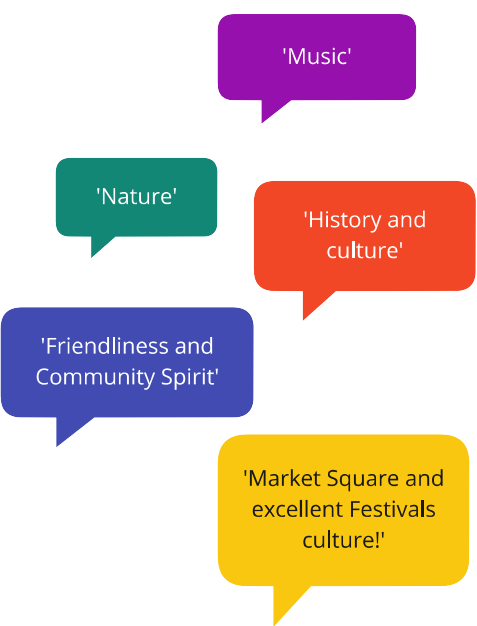 'Music'
'Nature'
'History and
culture'
'Friendliness and
Community Spirit'
'Market Square and
excellent Festivals
culture!'